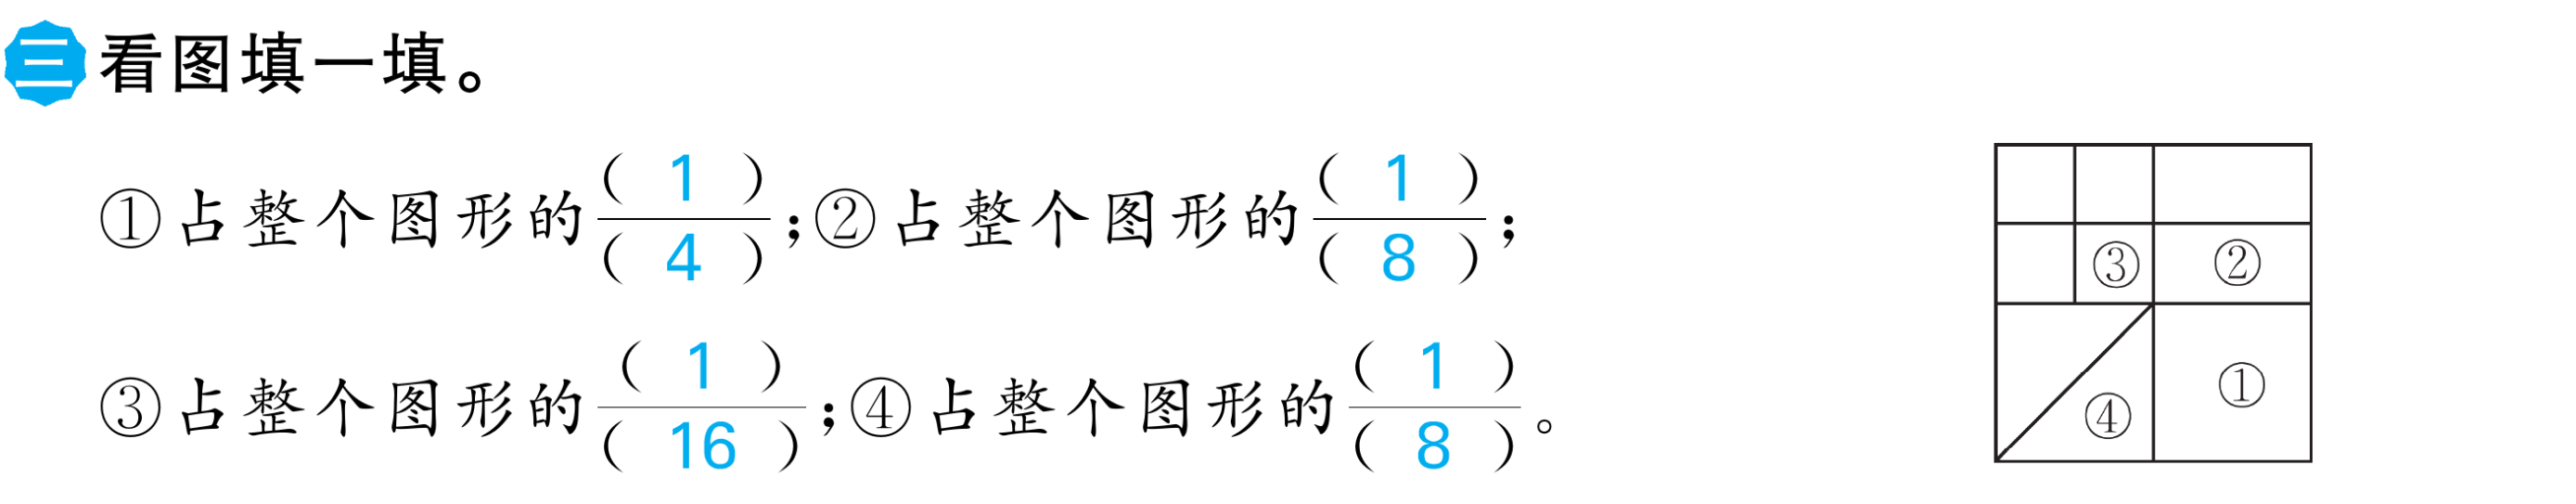 三 看图填一填。
①占整个图形的( 1 )/( 4 );②占整个图形的( 1 )/( 8 );
③占整个图形的( 1 )/( 16 );④占整个图形的( 1 )/( 8 )。
③ ②
④ ①